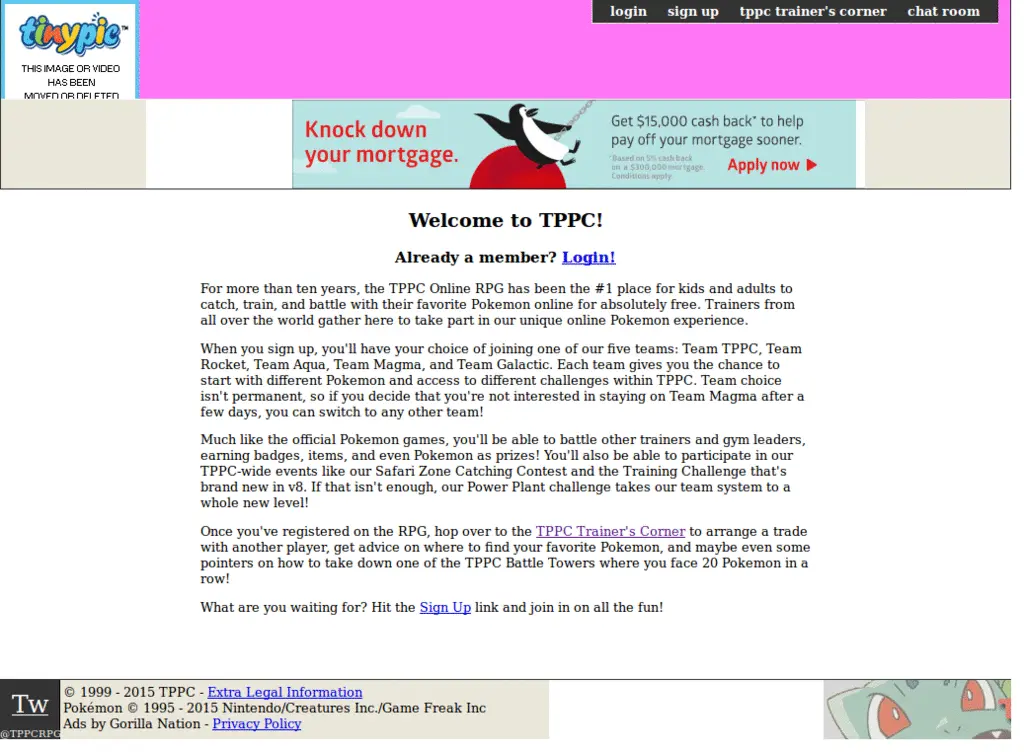 tinypic™
THIS IMAGE OR VIDEO
HAS BEEN
MOVED OR DELETED
login sign up tppc trainer's corner chat room
Knock down
your mortgage.
Get $15,000 cash back* to help
pay off your mortgage sooner.
*Based on 5% cash back
on a $300,000 mortgage.
Conditions apply.
Apply now
Welcome to TPPC!
Already a member? Login!
For more than ten years, the TPPC Online RPG has been the #1 place for kids and adults to
catch, train, and battle with their favorite Pokemon online for absolutely free. Trainers from
all over the world gather here to take part in our unique online Pokemon experience.
When you sign up, you'll have your choice of joining one of our five teams: Team TPPC, Team
Rocket, Team Aqua, Team Magma, and Team Galactic. Each team gives you the chance to
start with different Pokemon and access to different challenges within TPPC. Team choice
isn't permanent, so if you decide that you're not interested in staying on Team Magma after a
few days, you can switch to any other team!
Much like the official Pokemon games, you'll be able to battle other trainers and gym leaders,
earning badges, items, and even Pokemon as prizes! You'll also be able to participate in our
TPPC-wide events like our Safari Zone Catching Contest and the Training Challenge that's
brand new in v8. If that isn't enough, our Power Plant challenge takes our team system to a
whole new level!
Once you've registered on the RPG, hop over to the TPPC Trainer's Corner to arrange a trade
with another player, get advice on where to find your favorite Pokemon, and maybe even some
pointers on how to take down one of the TPPC Battle Towers where you face 20 Pokemon in a
row!
What are you waiting for? Hit the Sign Up link and join in on all the fun!
Tw
@TPPCRPG
© 1999 - 2015 TPPC - Extra Legal Information
Pokémon © 1995 - 2015 Nintendo/Creatures Inc./Game Freak Inc
Ads by Gorilla Nation - Privacy Policy